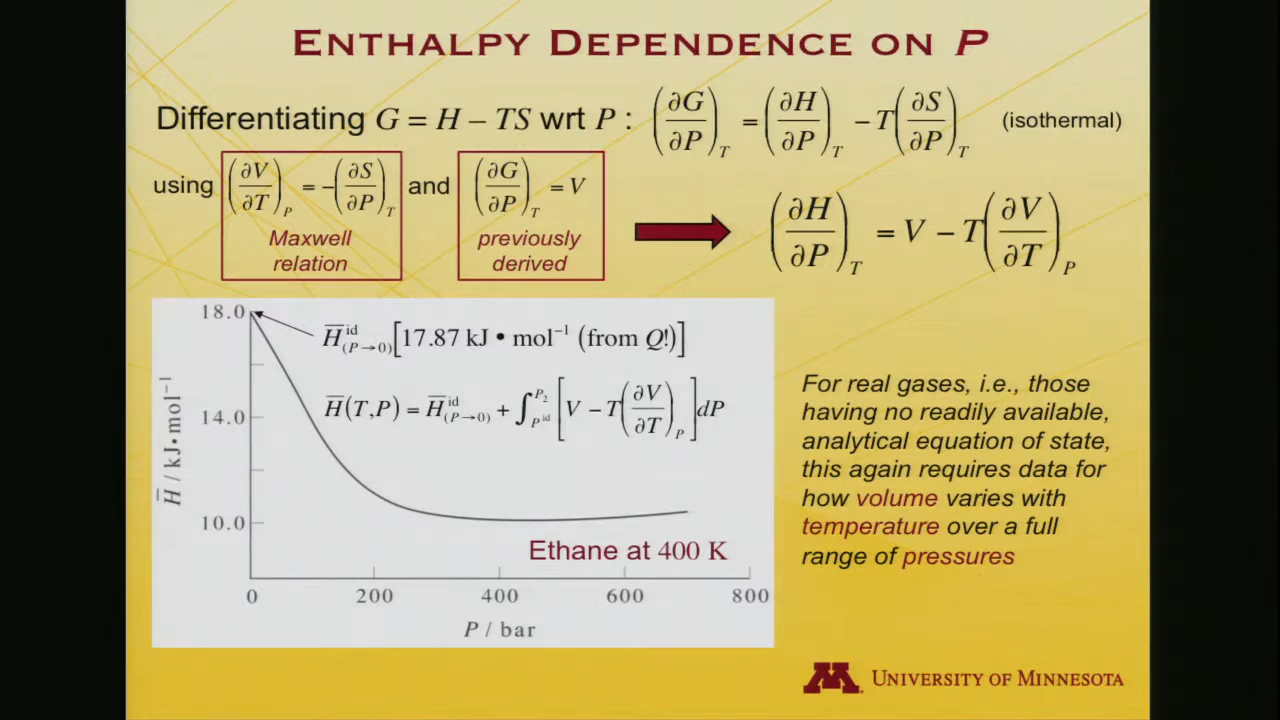 ENTHALPY DEPENDENCE ON P
Differentiating G = H – TS wrt P : (∂G/∂P)_T = (∂H/∂P)_T − T(∂S/∂P)_T (isothermal)
using (∂V/∂T)_P = −(∂S/∂P)_T and (∂G/∂P)_T = V
Maxwell
relation
previously
derived
(∂H/∂P)_T = V − T(∂V/∂T)_P
18.0
14.0
10.0
H̅ / kJ•mol⁻¹
H̅^id_(P→0)[17.87 kJ • mol⁻¹ (from Q!)]
H̅(T,P) = H̅^id_(P→0) + ∫_{P^id}^{P₂} [V − T(∂V/∂T)_P]dP
Ethane at 400 K
0 200 400 600 800
P / bar
For real gases, i.e., those
having no readily available,
analytical equation of state,
this again requires data for
how volume varies with
temperature over a full
range of pressures
UNIVERSITY OF MINNESOTA